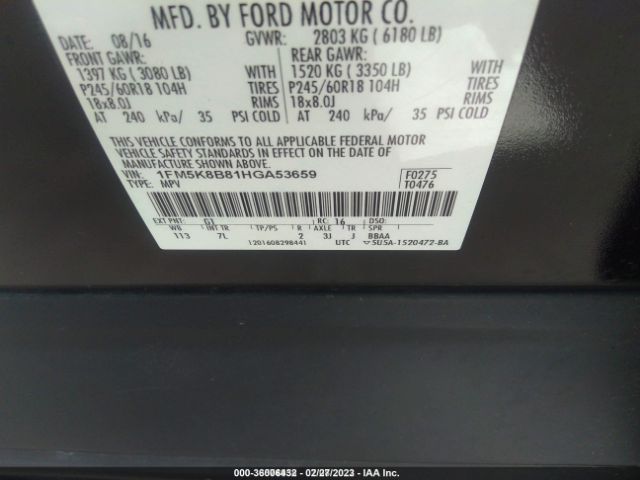 MFD. BY FORD MOTOR CO.
DATE: 08/16 GVWR: 2803 KG ( 6180 LB)
FRONT GAWR: REAR GAWR:
1397 KG ( 3080 LB) WITH 1520 KG ( 3350 LB) WITH
P245/60R18 104H TIRES P245/60R18 104H TIRES
18x8.0J RIMS 18x8.0J RIMS
AT 240 kPa/ 35 PSI COLD AT 240 kPa/ 35 PSI COLD
THIS VEHICLE CONFORMS TO ALL APPLICABLE FEDERAL MOTOR
VEHICLE SAFETY AND THEFT PREVENTION STANDARDS IN EFFECT ON THE DATE OF
MANUFACTURE SHOWN ABOVE.
VIN: 1FM5K8B81HGA53659 F0275
TYPE: MPV T0476
EXT PNT: G1 RC: 16 DSO:
WB INT TR TP/PS R AXLE TR SPR
113 7L 2 3J J BBAA
1201608298441 UTC 5U5A-1520472-BA
02/27/2023 - IAA Inc.